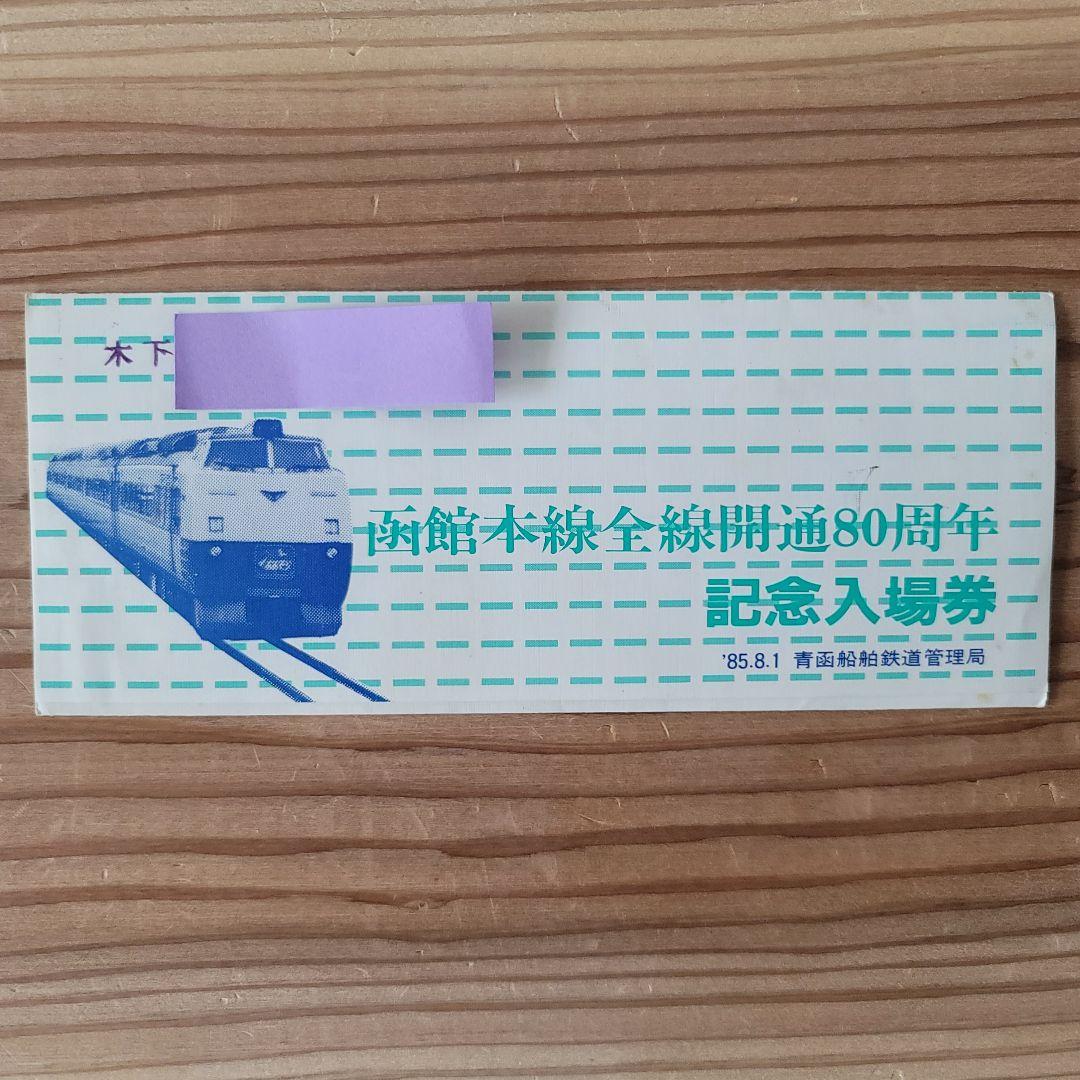 木下
函館本線全線開通80周年
記念入場券
'85.8.1 青函船舶鉄道管理局